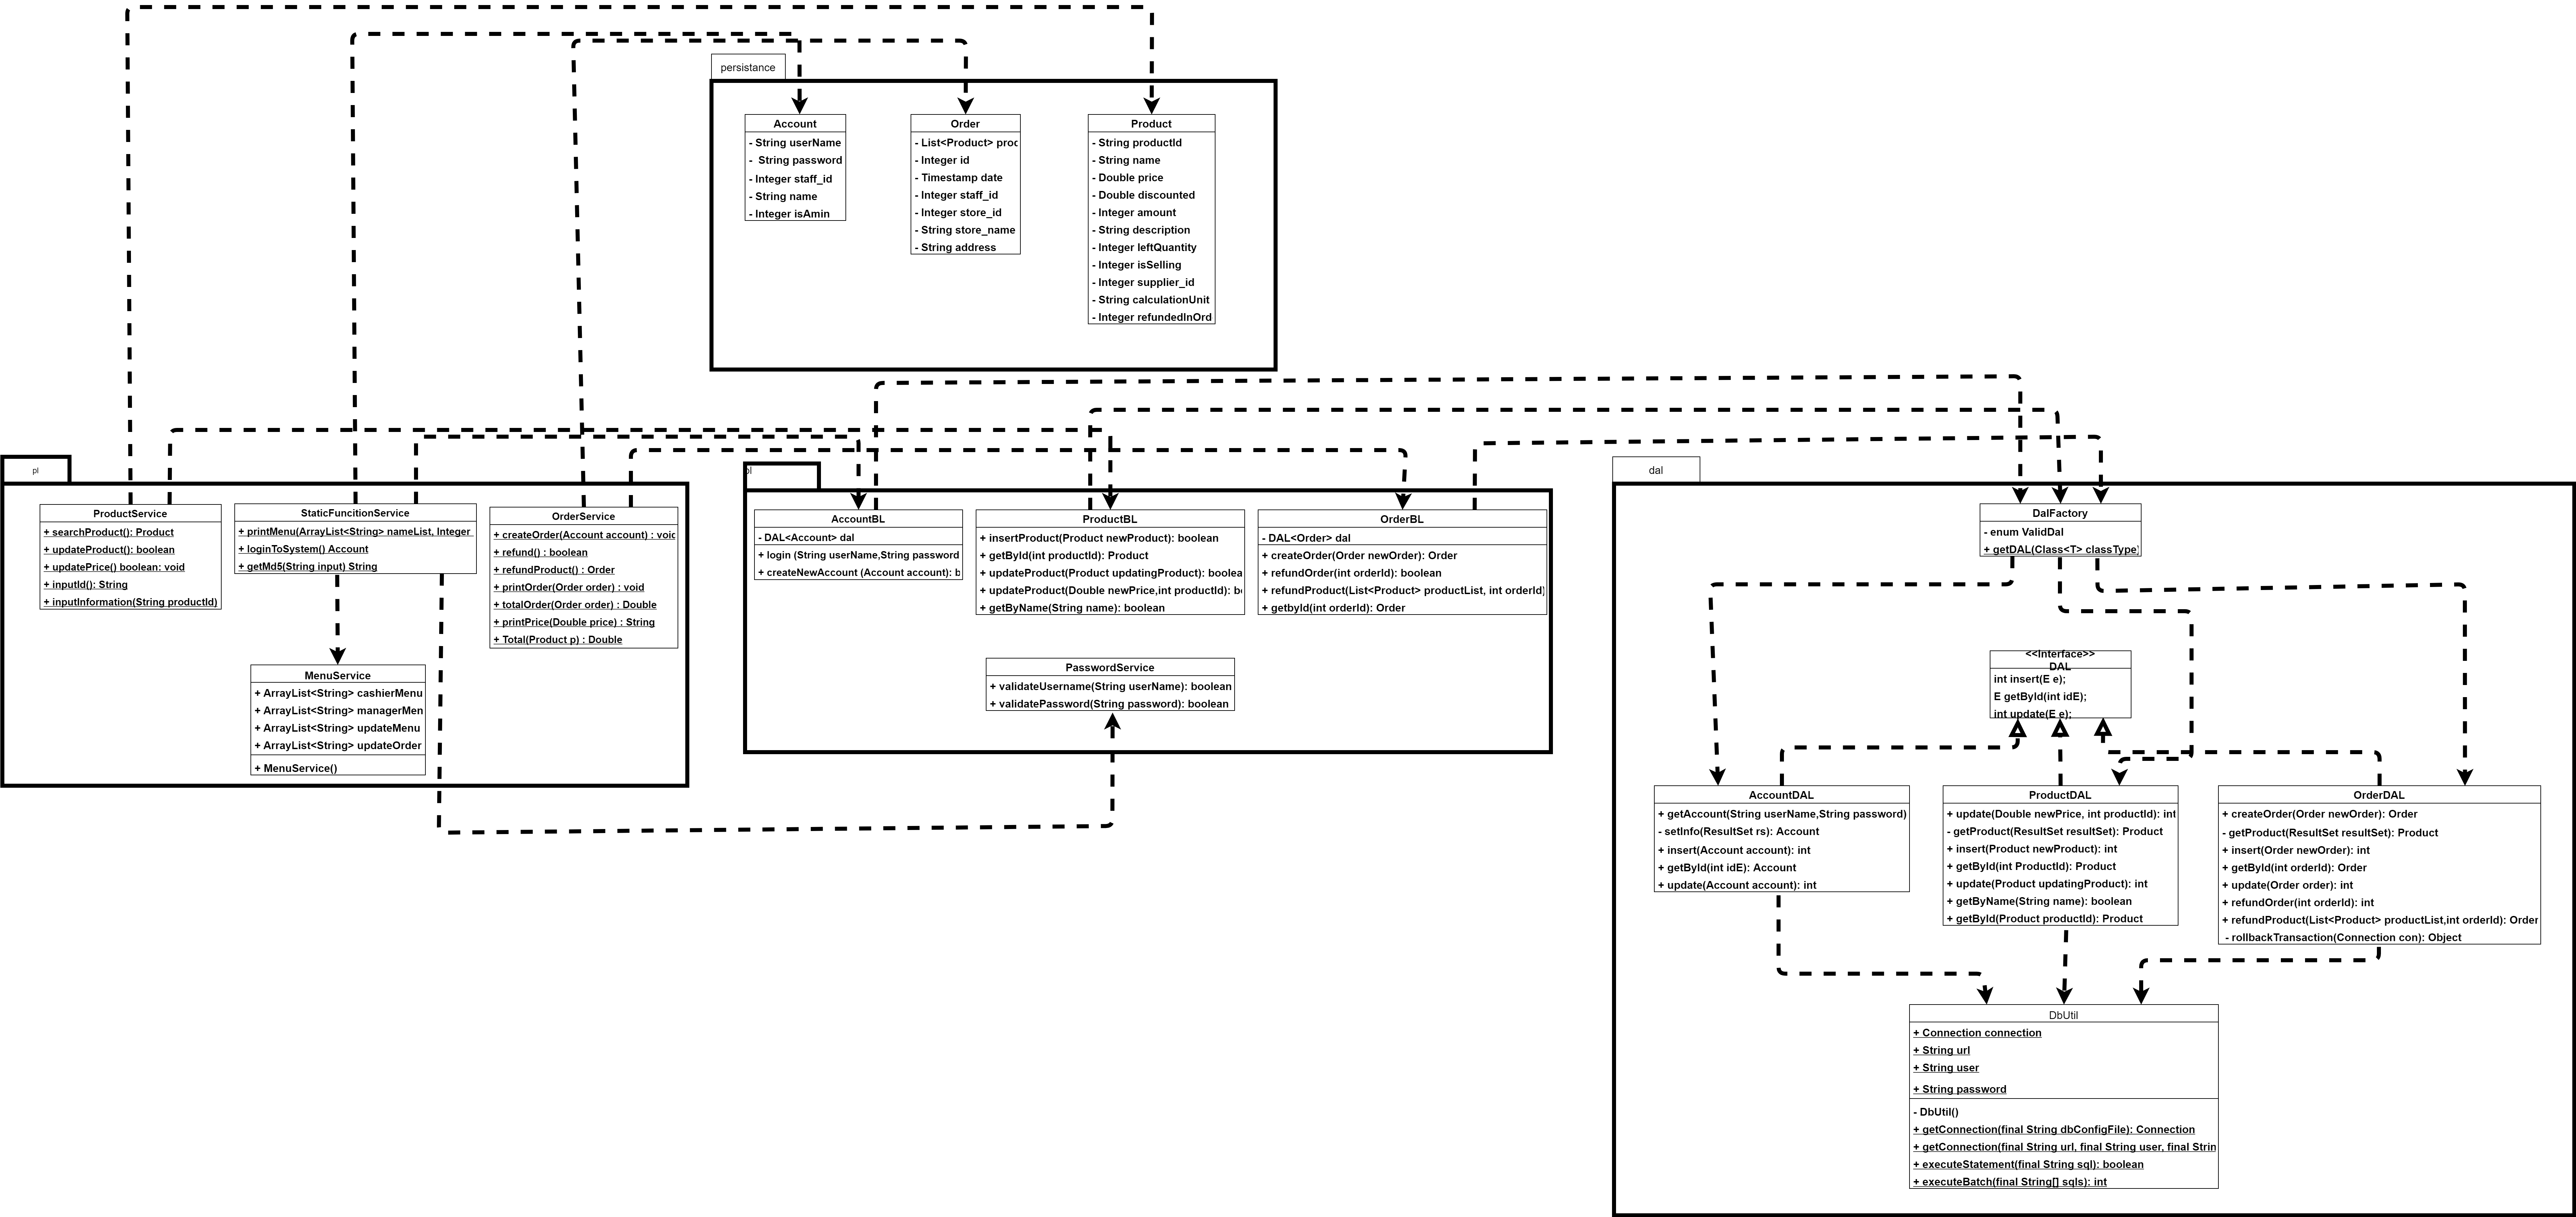 persistance
Account
- String userName
-  String password
- Integer staff_id
- String name
- Integer isAmin
Order
- List<Product> proc
- Integer id
- Timestamp date
- Integer staff_id
- Integer store_id
- String store_name
- String address
Product
- String productId
- String name
- Double price
- Double discounted
- Integer amount
- String description
- Integer leftQuantity
- Integer isSelling
- Integer supplier_id
- String calculationUnit
- Integer refundedInOrd
pl
ProductService
+ searchProduct(): Product
+ updateProduct(): boolean
+ updatePrice() boolean: void
+ inputId(): String
+ inputInformation(String productId)
StaticFuncitionService
+ printMenu(ArrayList<String> nameList, Integer
+ loginToSystem() Account
+ getMd5(String input) String
OrderService
+ createOrder(Account account) : void
+ refund() : boolean
+ refundProduct() : Order
+ printOrder(Order order) : void
+ totalOrder(Order order) : Double
+ printPrice(Double price) : String
+ Total(Product p) : Double
MenuService
+ ArrayList<String> cashierMenu
+ ArrayList<String> managerMen
+ ArrayList<String> updateMenu
+ ArrayList<String> updateOrder
+ MenuService()
AccountBL
- DAL<Account> dal
+ login (String userName,String password
+ createNewAccount (Account account): b
ProductBL
+ insertProduct(Product newProduct): boolean
+ getById(int productId): Product
+ updateProduct(Product updatingProduct): boolea
+ updateProduct(Double newPrice,int productId): b
+ getByName(String name): boolean
OrderBL
- DAL<Order> dal
+ createOrder(Order newOrder): Order
+ refundOrder(int orderId): boolean
+ refundProduct(List<Product> productList, int orderId)
+ getbyId(int orderId): Order
PasswordService
+ validateUsername(String userName): boolean
+ validatePassword(String password): boolean
dal
DalFactory
- enum ValidDal
+ getDAL(Class<T> classType)
<<Interface>>
DAL
int insert(E e);
E getById(int idE);
int update(E e);
AccountDAL
+ getAccount(String userName,String password)
- setInfo(ResultSet rs): Account
+ insert(Account account): int
+ getById(int idE): Account
+ update(Account account): int
ProductDAL
+ update(Double newPrice, int productId): int
- getProduct(ResultSet resultSet): Product
+ insert(Product newProduct): int
+ getById(int ProductId): Product
+ update(Product updatingProduct): int
+ getByName(String name): boolean
+ getById(Product productId): Product
OrderDAL
+ createOrder(Order newOrder): Order
- getProduct(ResultSet resultSet): Product
+ insert(Order newOrder): int
+ getById(int orderId): Order
+ update(Order order): int
+ refundOrder(int orderId): int
+ refundProduct(List<Product> productList,int orderId): Order
- rollbackTransaction(Connection con): Object
DbUtil
+ Connection connection
+ String url
+ String user
+ String password
- DbUtil()
+ getConnection(final String dbConfigFile): Connection
+ getConnection(final String url, final String user, final Strin
+ executeStatement(final String sql): boolean
+ executeBatch(final String[] sqls): int